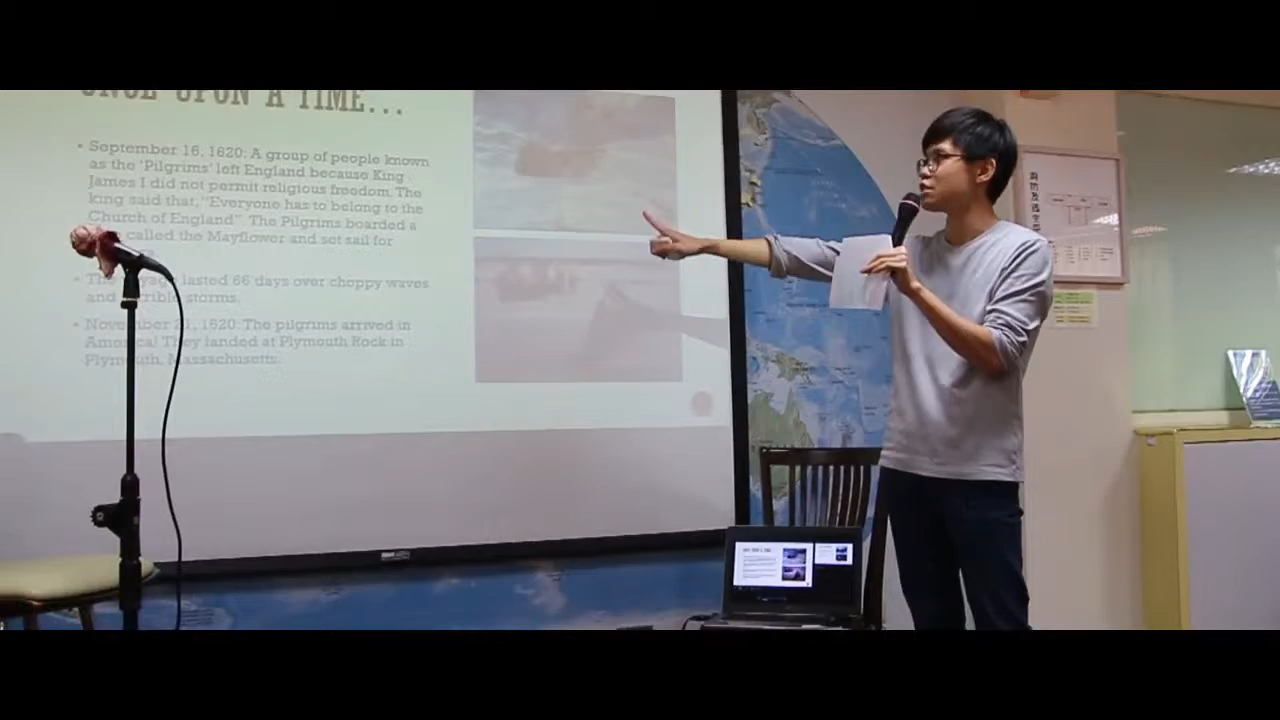 ONCE UPON A TIME...
• September 16, 1620: A group of people known
as the 'Pilgrims' left England because King
James I did not permit religious freedom. The
king said that, "Everyone has to belong to the
Church of England". The Pilgrims boarded a
called the Mayflower and set sail for
• The voyage lasted 66 days over choppy waves
and terrible storms.
• November 21, 1620: The pilgrims arrived in
America! They landed at Plymouth Rock in
Plymouth, Massachusetts.